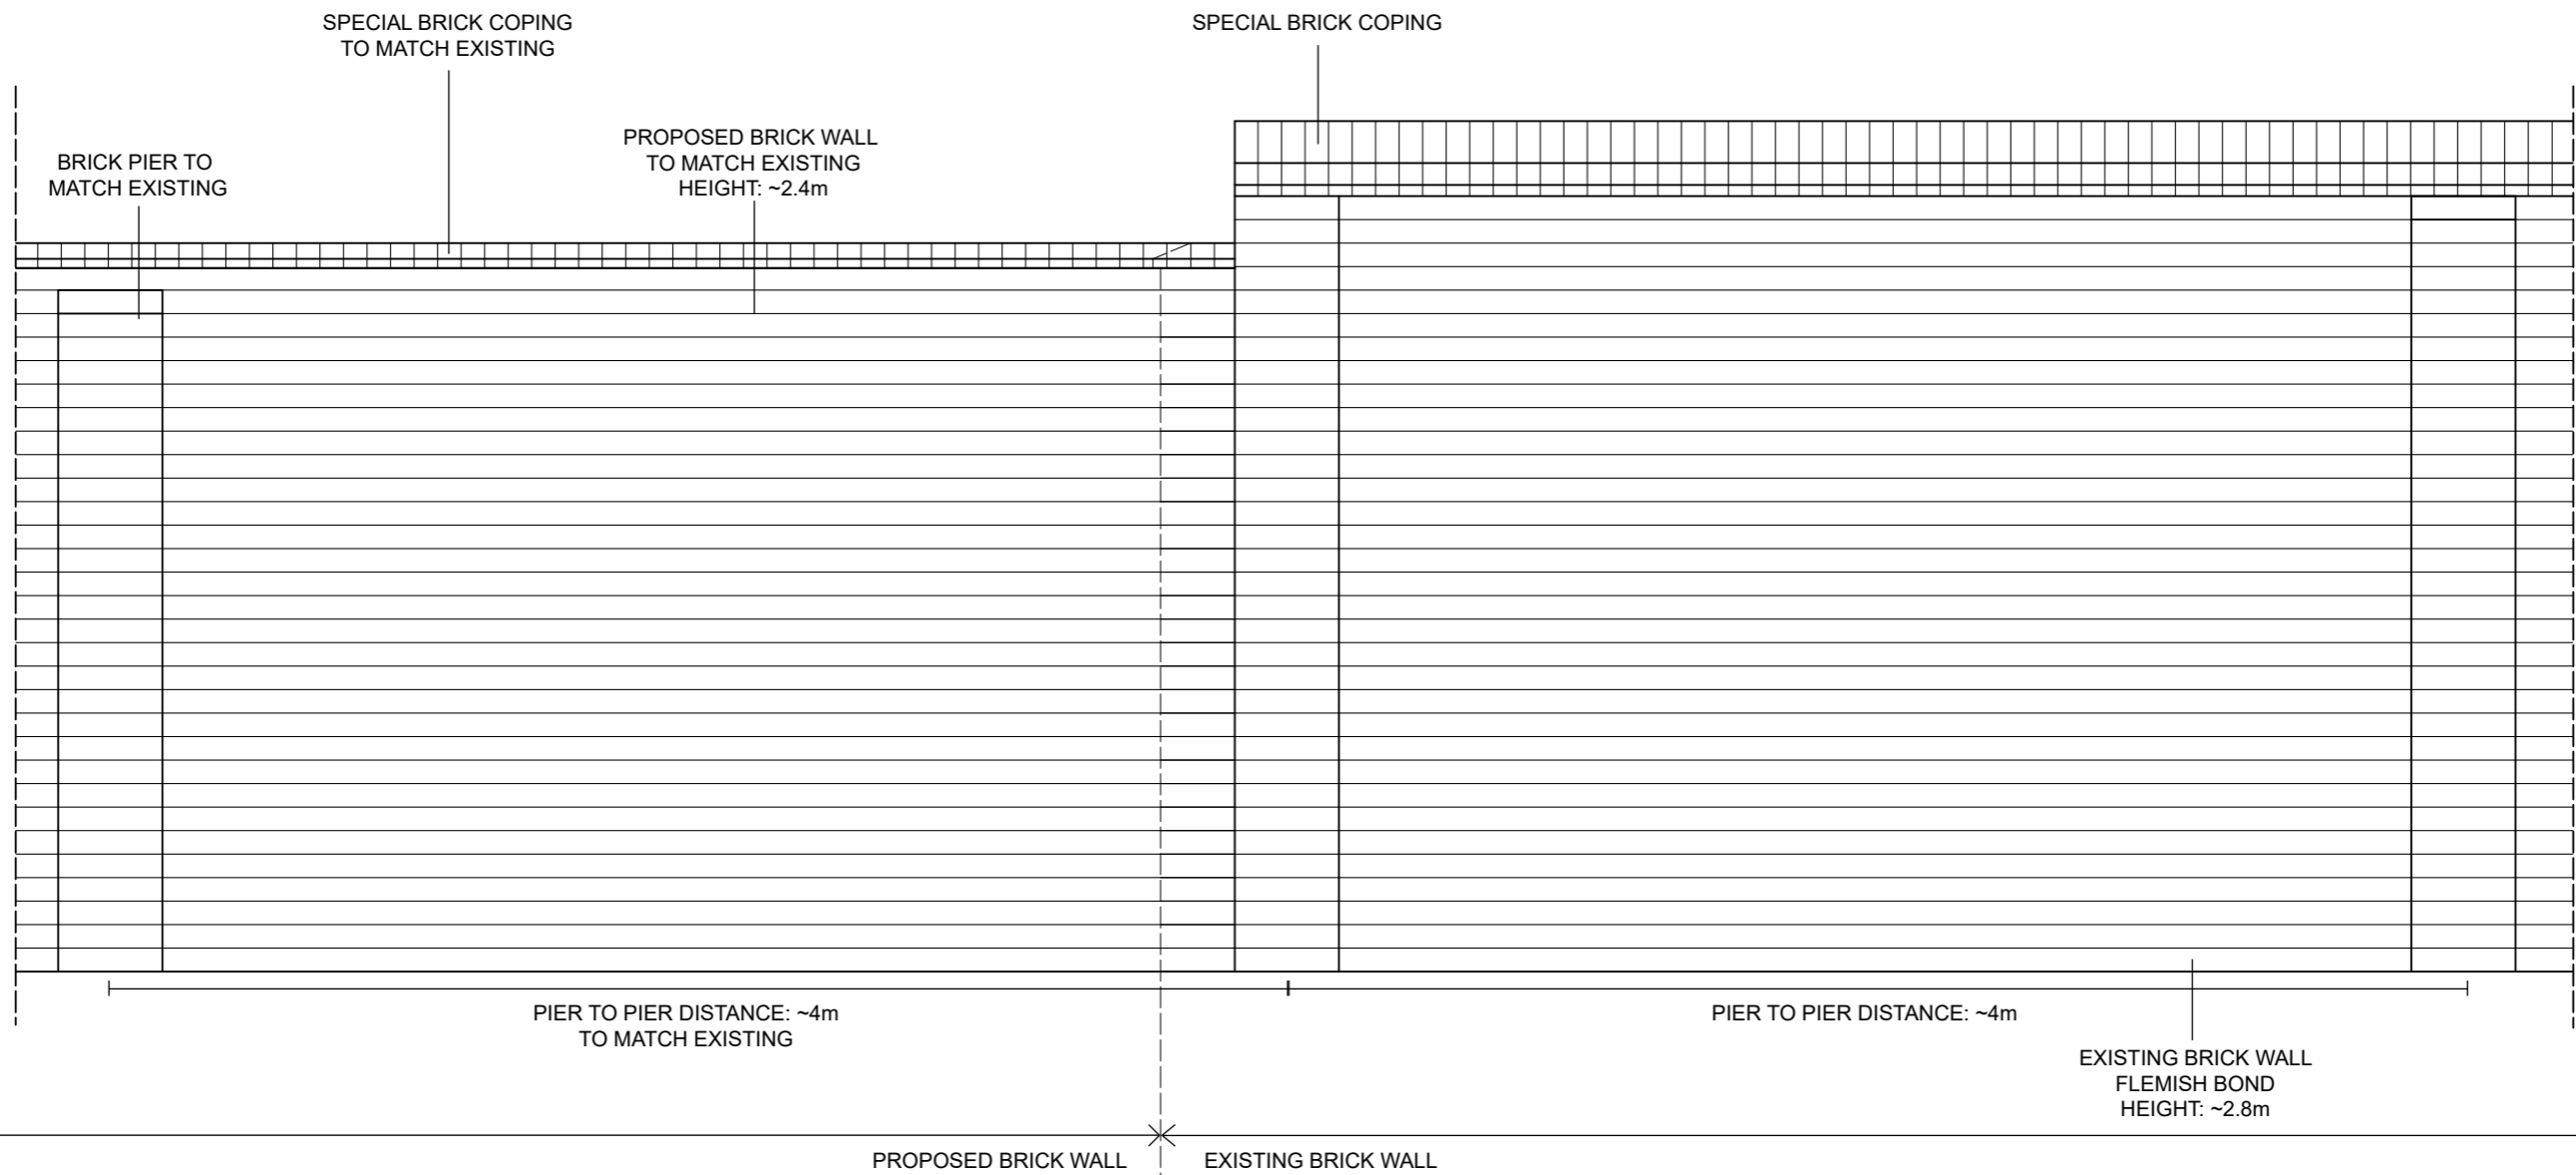 SPECIAL BRICK COPING
TO MATCH EXISTING
SPECIAL BRICK COPING
PROPOSED BRICK WALL
TO MATCH EXISTING
HEIGHT: ~2.4m
BRICK PIER TO
MATCH EXISTING
PIER TO PIER DISTANCE: ~4m
TO MATCH EXISTING
PIER TO PIER DISTANCE: ~4m
EXISTING BRICK WALL
FLEMISH BOND
HEIGHT: ~2.8m
PROPOSED BRICK WALL
EXISTING BRICK WALL